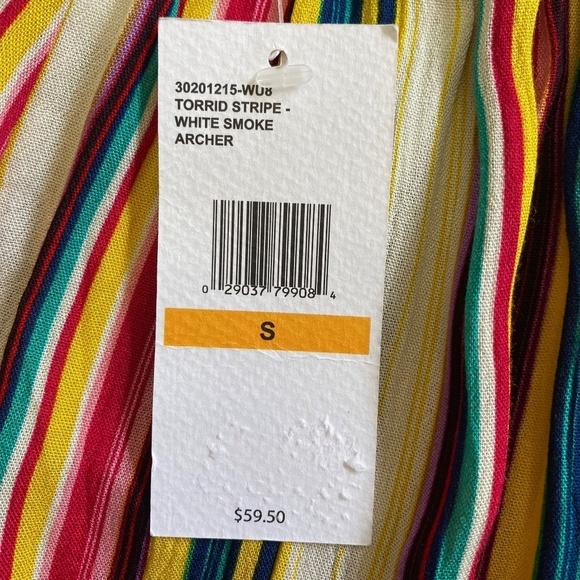 30201215-WU8
TORRID STRIPE -
WHITE SMOKE
ARCHER
0 29037 79908 4
S
$59.50